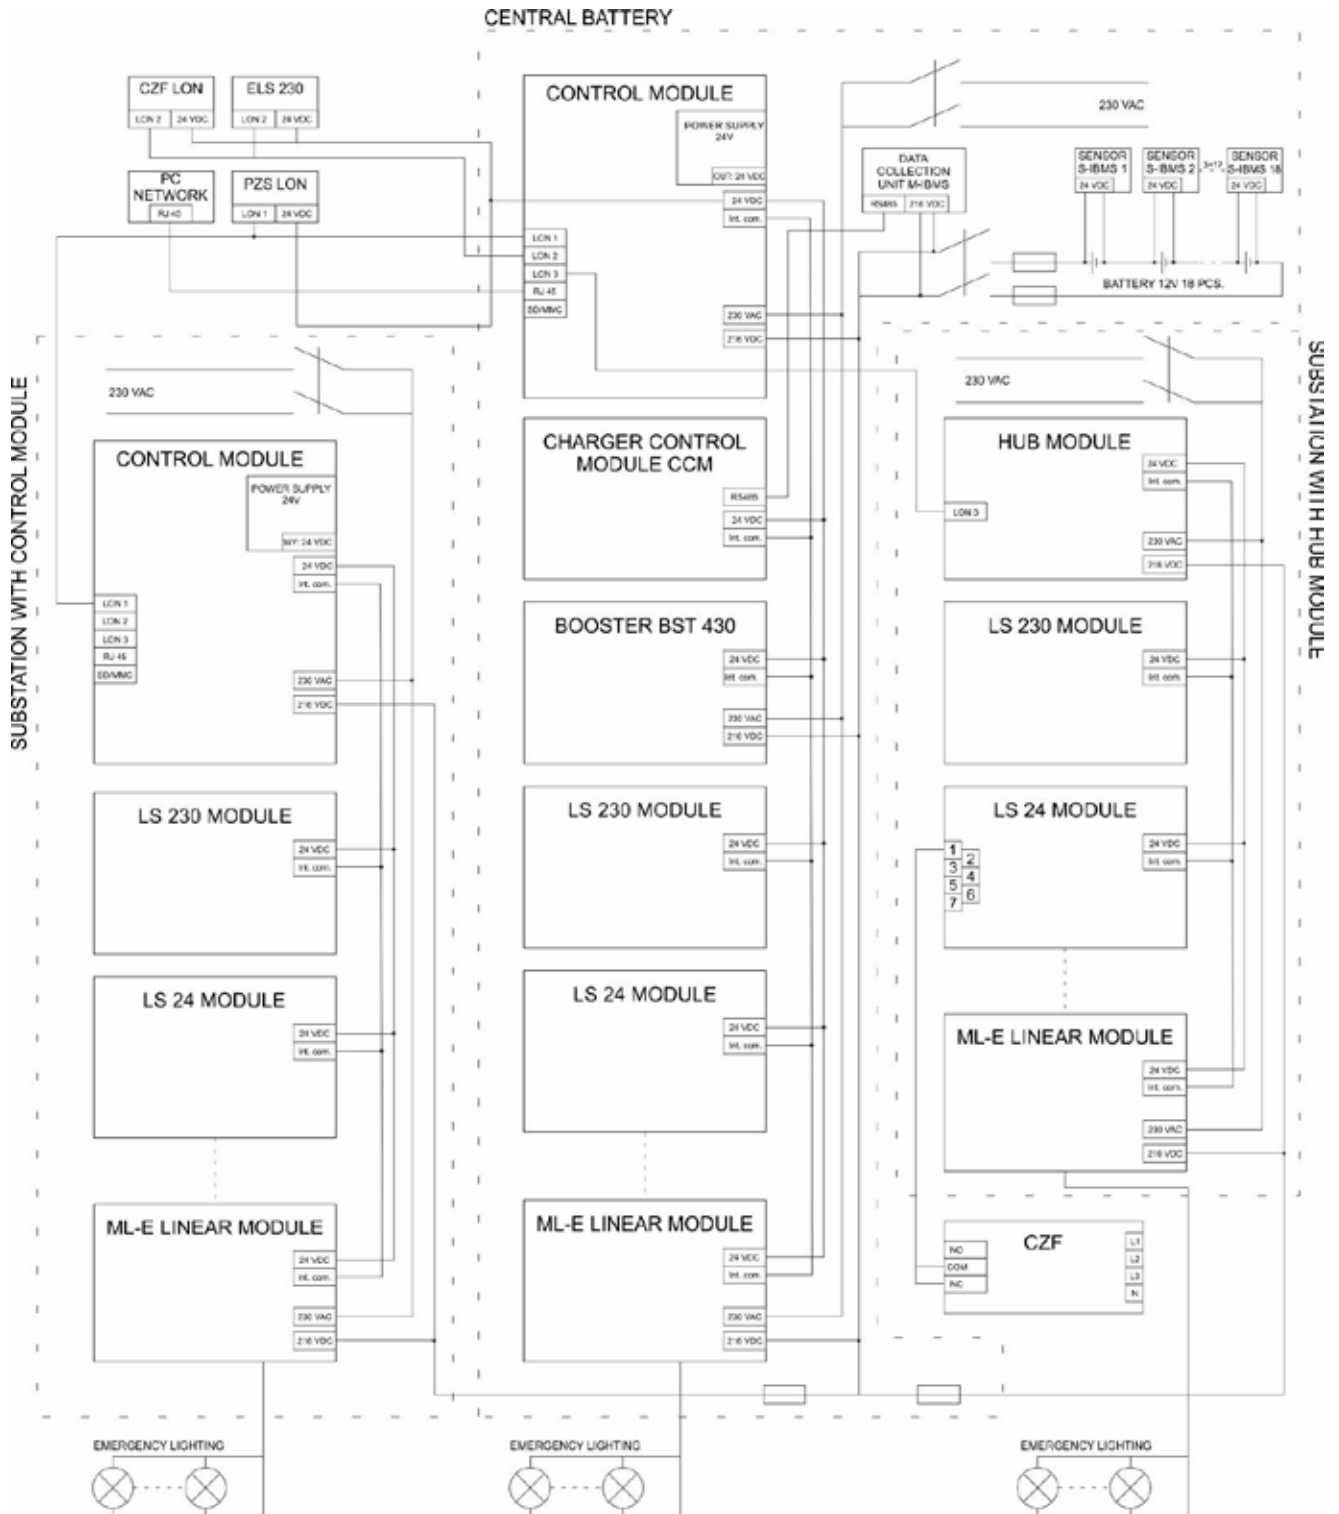 CENTRAL BATTERY
CZF LON
LON 2
24 VDC
ELS 230
LON 2
24 VDC
PC
NETWORK
RJ 45
PZS LON
LON 1
24 VDC
CONTROL MODULE
POWER SUPPLY
24V
OUT: 24 VDC
24 VDC
Int. com.
LON 1
LON 2
LON 3
RJ 45
SD/MMC
230 VAC
216 VDC
230 VAC
DATA
COLLECTION
UNIT M-IBMS
RS485
216 VDC
SENSOR
S-IBMS 1
24 VDC
SENSOR
S-IBMS 2
24 VDC
SENSOR
S-IBMS 18
24 VDC
BATTERY 12V 18 PCS.
SUBSTATION WITH CONTROL MODULE
230 VAC
CONTROL MODULE
POWER SUPPLY
24V
WY: 24 VDC
24 VDC
Int. com.
LON 1
LON 2
LON 3
RJ 45
SD/MMC
230 VAC
216 VDC
LS 230 MODULE
24 VDC
Int. com.
LS 24 MODULE
24 VDC
Int. com.
ML-E LINEAR MODULE
24 VDC
Int. com.
230 VAC
216 VDC
EMERGENCY LIGHTING
CHARGER CONTROL
MODULE CCM
RS485
24 VDC
Int. com.
BOOSTER BST 430
24 VDC
Int. com.
230 VAC
216 VDC
LS 230 MODULE
24 VDC
Int. com.
LS 24 MODULE
24 VDC
Int. com.
ML-E LINEAR MODULE
24 VDC
Int. com.
230 VAC
216 VDC
EMERGENCY LIGHTING
SUBSTATION WITH HUB MODULE
230 VAC
HUB MODULE
24 VDC
Int. com.
LON 3
230 VAC
216 VDC
LS 230 MODULE
24 VDC
Int. com.
LS 24 MODULE
1
2
3
4
5
6
7
24 VDC
Int. com.
ML-E LINEAR MODULE
24 VDC
Int. com.
230 VAC
216 VDC
CZF
NO
COM
NC
L1
L2
L3
N
EMERGENCY LIGHTING